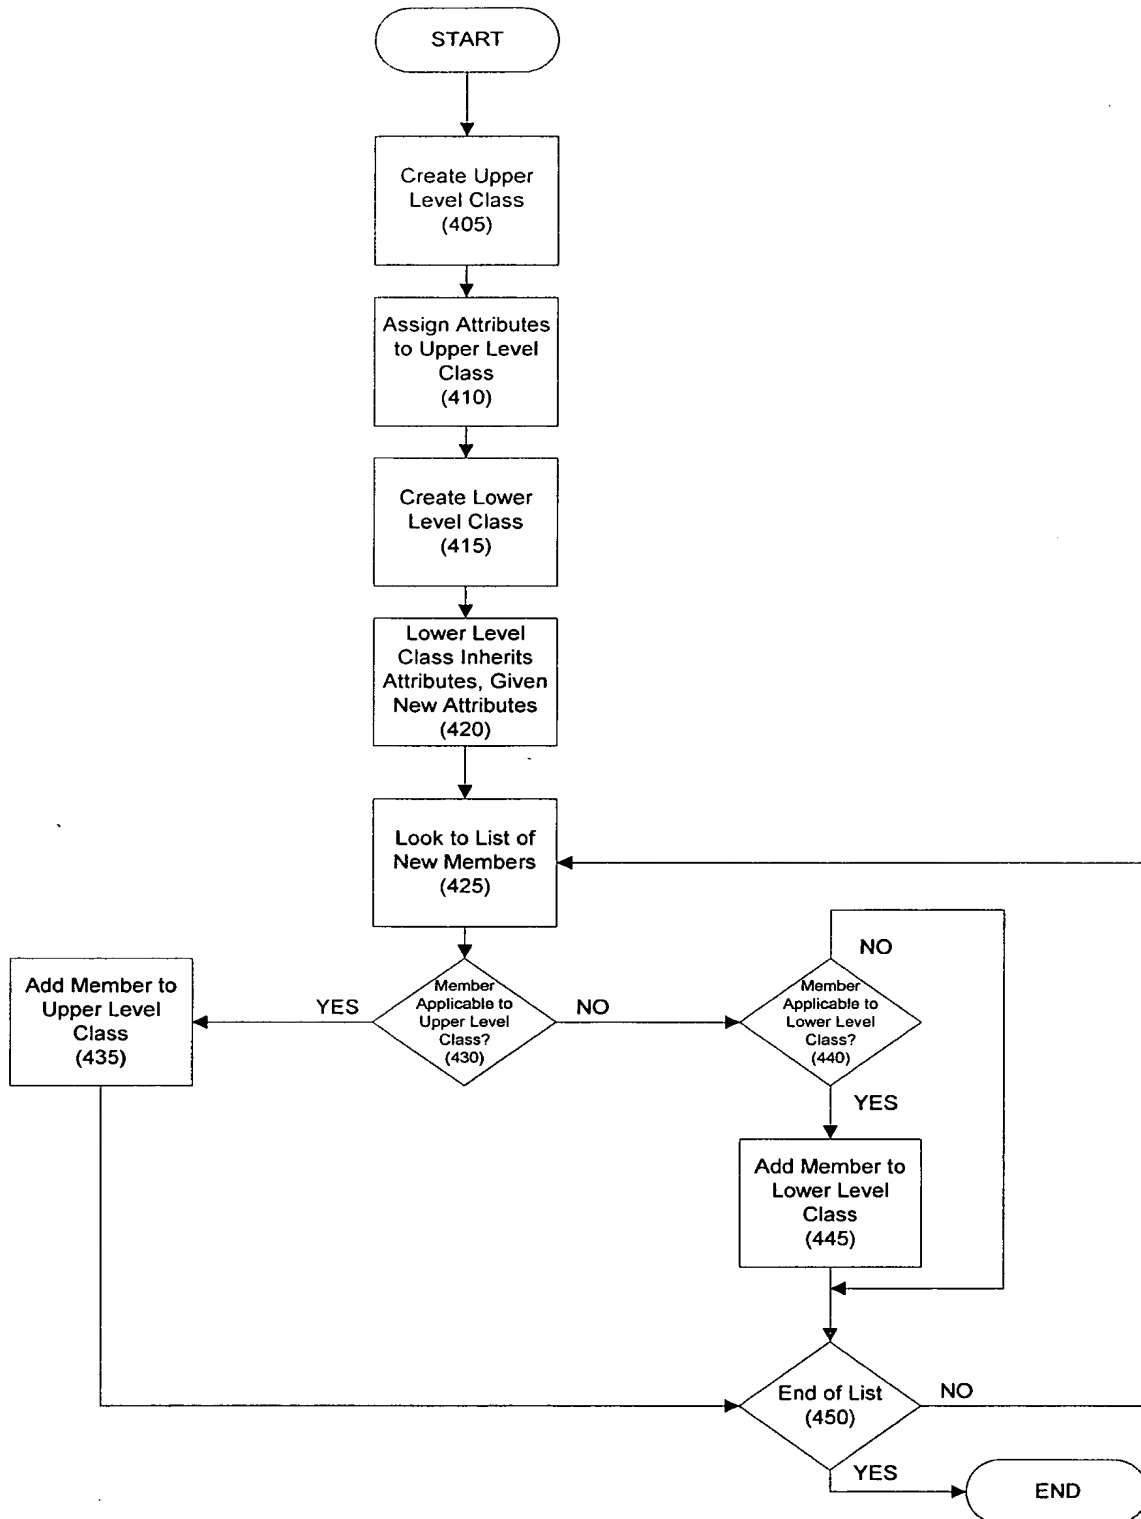 START
Create Upper
Level Class
(405)
Assign Attributes
to Upper Level
Class
(410)
Create Lower
Level Class
(415)
Lower Level
Class Inherits
Attributes, Given
New Attributes
(420)
Look to List of
New Members
(425)
NO
Add Member to
Upper Level
Class
(435)
YES
Member
Applicable to
Upper Level
Class?
(430)
NO
Member
Applicable to
Lower Level
Class?
(440)
YES
Add Member to
Lower Level
Class
(445)
End of List
(450)
NO
YES
END